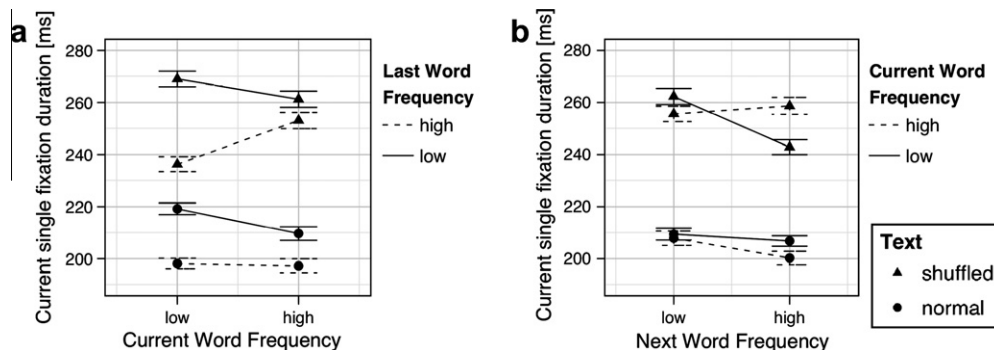 a
Current single fixation duration [ms]
280
260
240
220
200
low
high
Current Word Frequency
Last Word
Frequency
high
low
b
Current single fixation duration [ms]
280
260
240
220
200
low
high
Next Word Frequency
Current Word
Frequency
high
low
Text
shuffled
normal